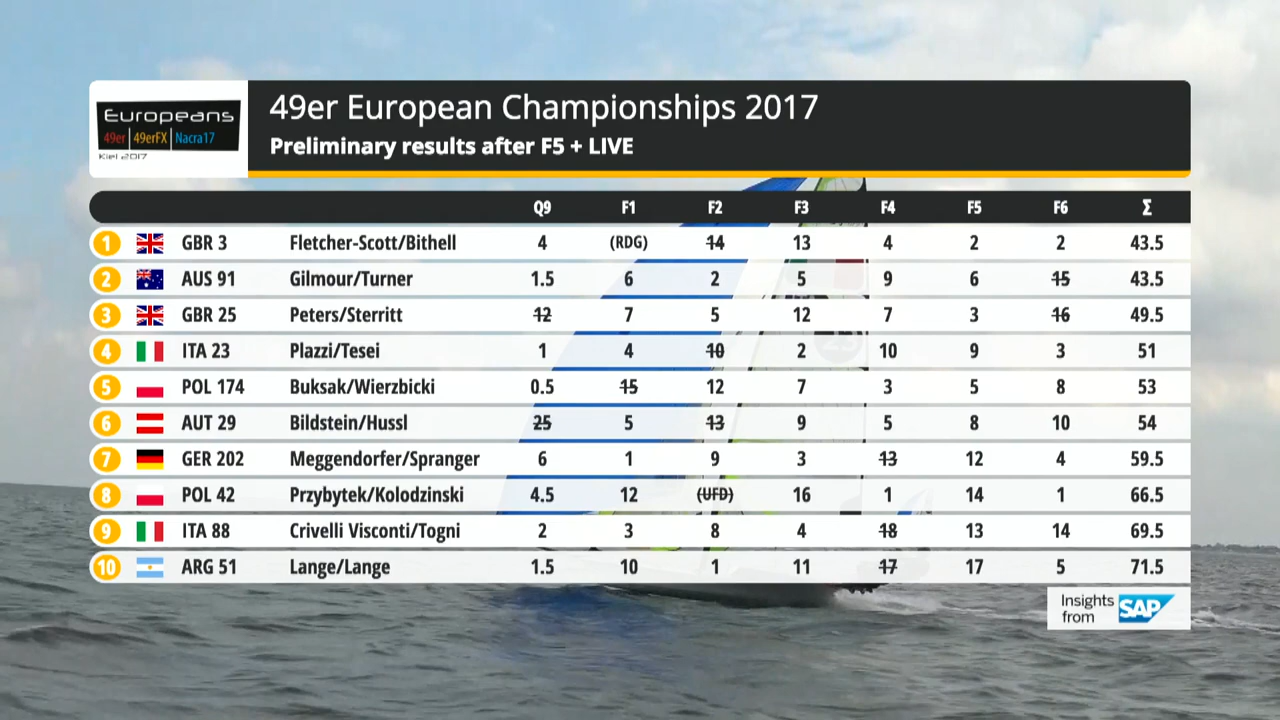 Europeans
49er | 49erFX | Nacra17
Kiel 2017
49er European Championships 2017
Preliminary results after F5 + LIVE
Q9 F1 F2 F3 F4 F5 F6 Σ
1 GBR 3 Fletcher-Scott/Bithell 4 (RDG) 14 13 4 2 2 43.5
2 AUS 91 Gilmour/Turner 1.5 6 2 5 9 6 15 43.5
3 GBR 25 Peters/Sterritt 12 7 5 12 7 3 16 49.5
4 ITA 23 Plazzi/Tesei 1 4 10 2 10 9 3 51
5 POL 174 Buksak/Wierzbicki 0.5 15 12 7 3 5 8 53
6 AUT 29 Bildstein/Hussl 25 5 13 9 5 8 10 54
7 GER 202 Meggendorfer/Spranger 6 1 9 3 13 12 4 59.5
8 POL 42 Przybytek/Kolodzinski 4.5 12 (UFD) 16 1 14 1 66.5
9 ITA 88 Crivelli Visconti/Togni 2 3 8 4 18 13 14 69.5
10 ARG 51 Lange/Lange 1.5 10 1 11 17 17 5 71.5
Insights
from SAP